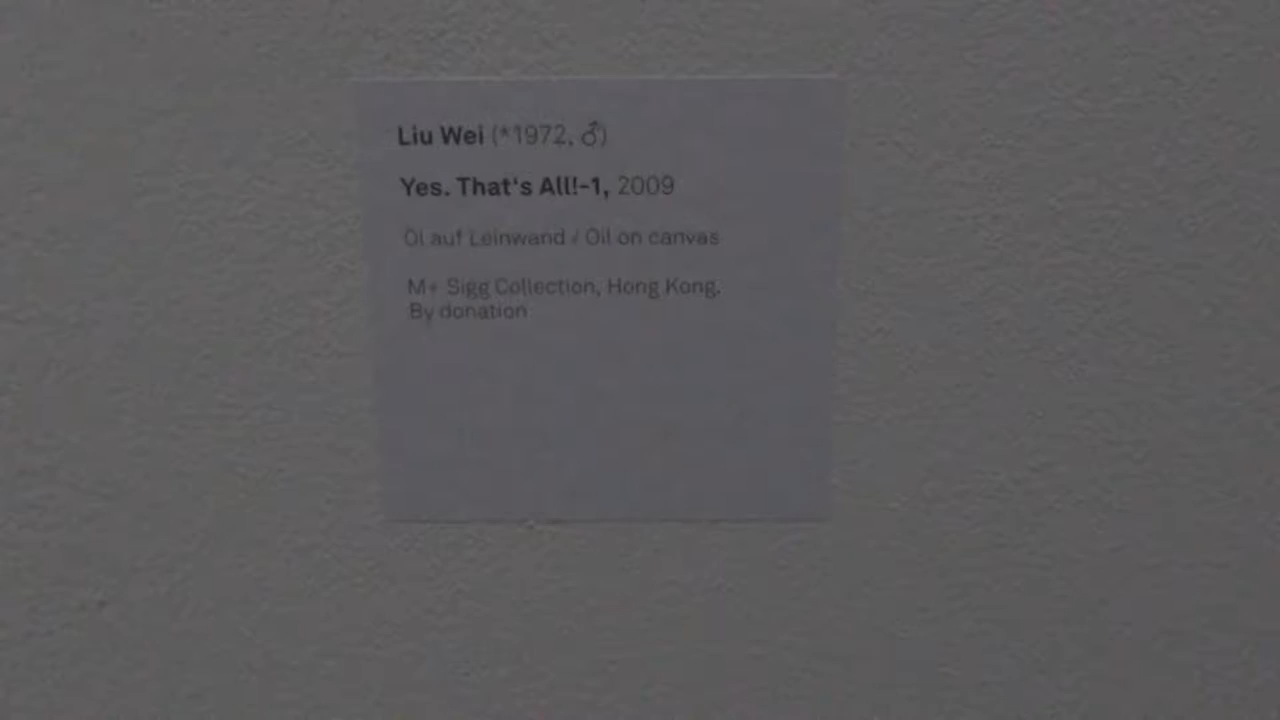 Liu Wei (*1972, ♂)
Yes. That's All!-1, 2009
Öl auf Leinwand / Oil on canvas
M+ Sigg Collection, Hong Kong.
By donation